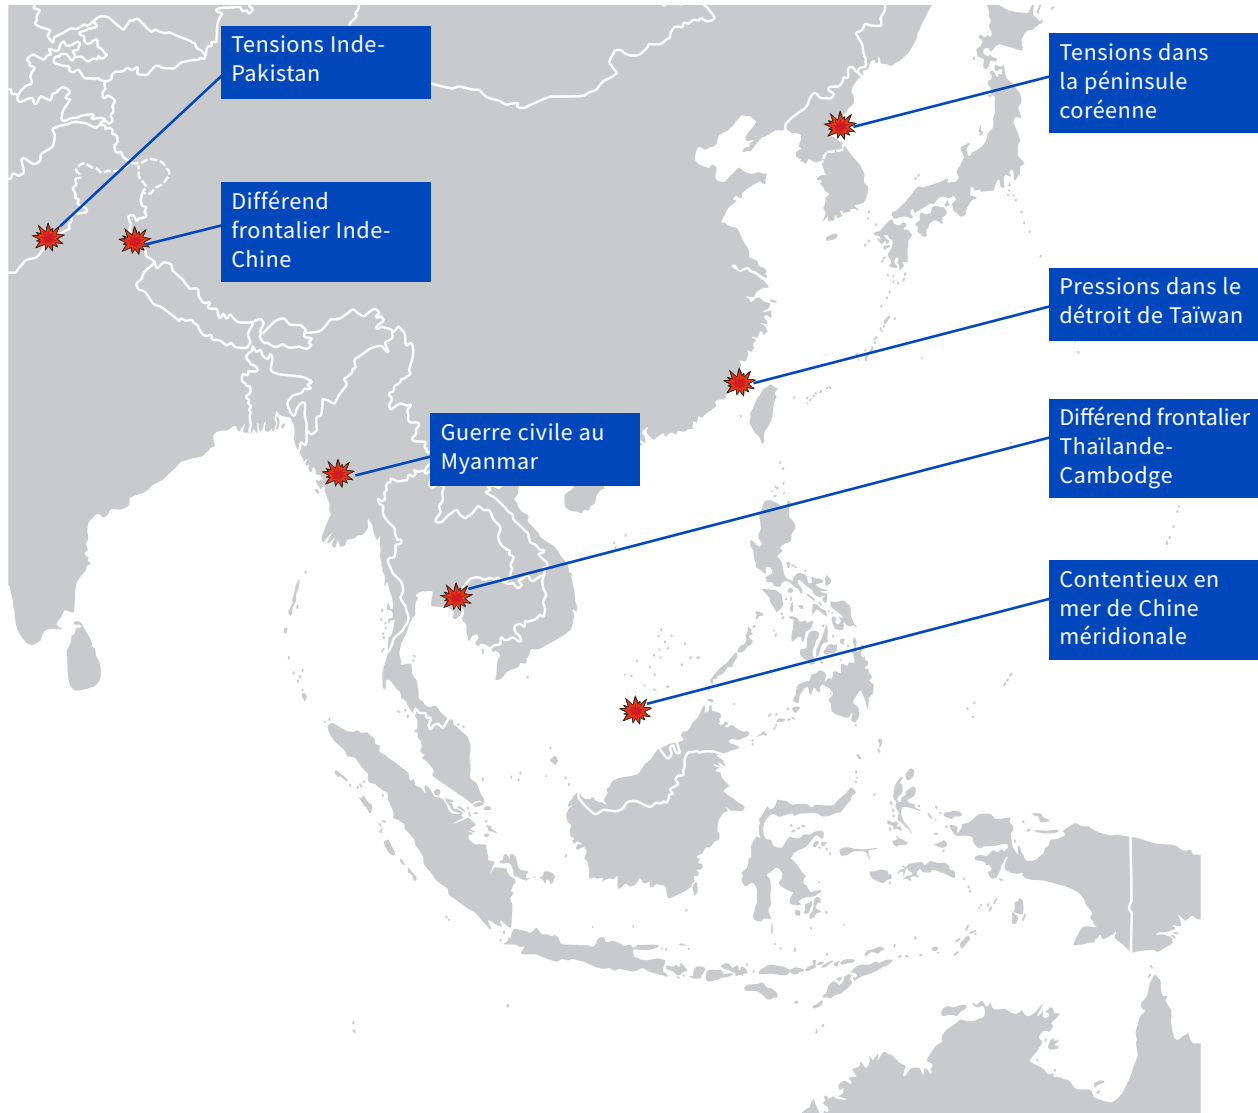 Tensions Inde-
Pakistan
Tensions dans
la péninsule
coréenne
Différend
frontalier Inde-
Chine
Pressions dans le
détroit de Taïwan
Guerre civile au
Myanmar
Différend frontalier
Thaïlande-
Cambodge
Contentieux en
mer de Chine
méridionale